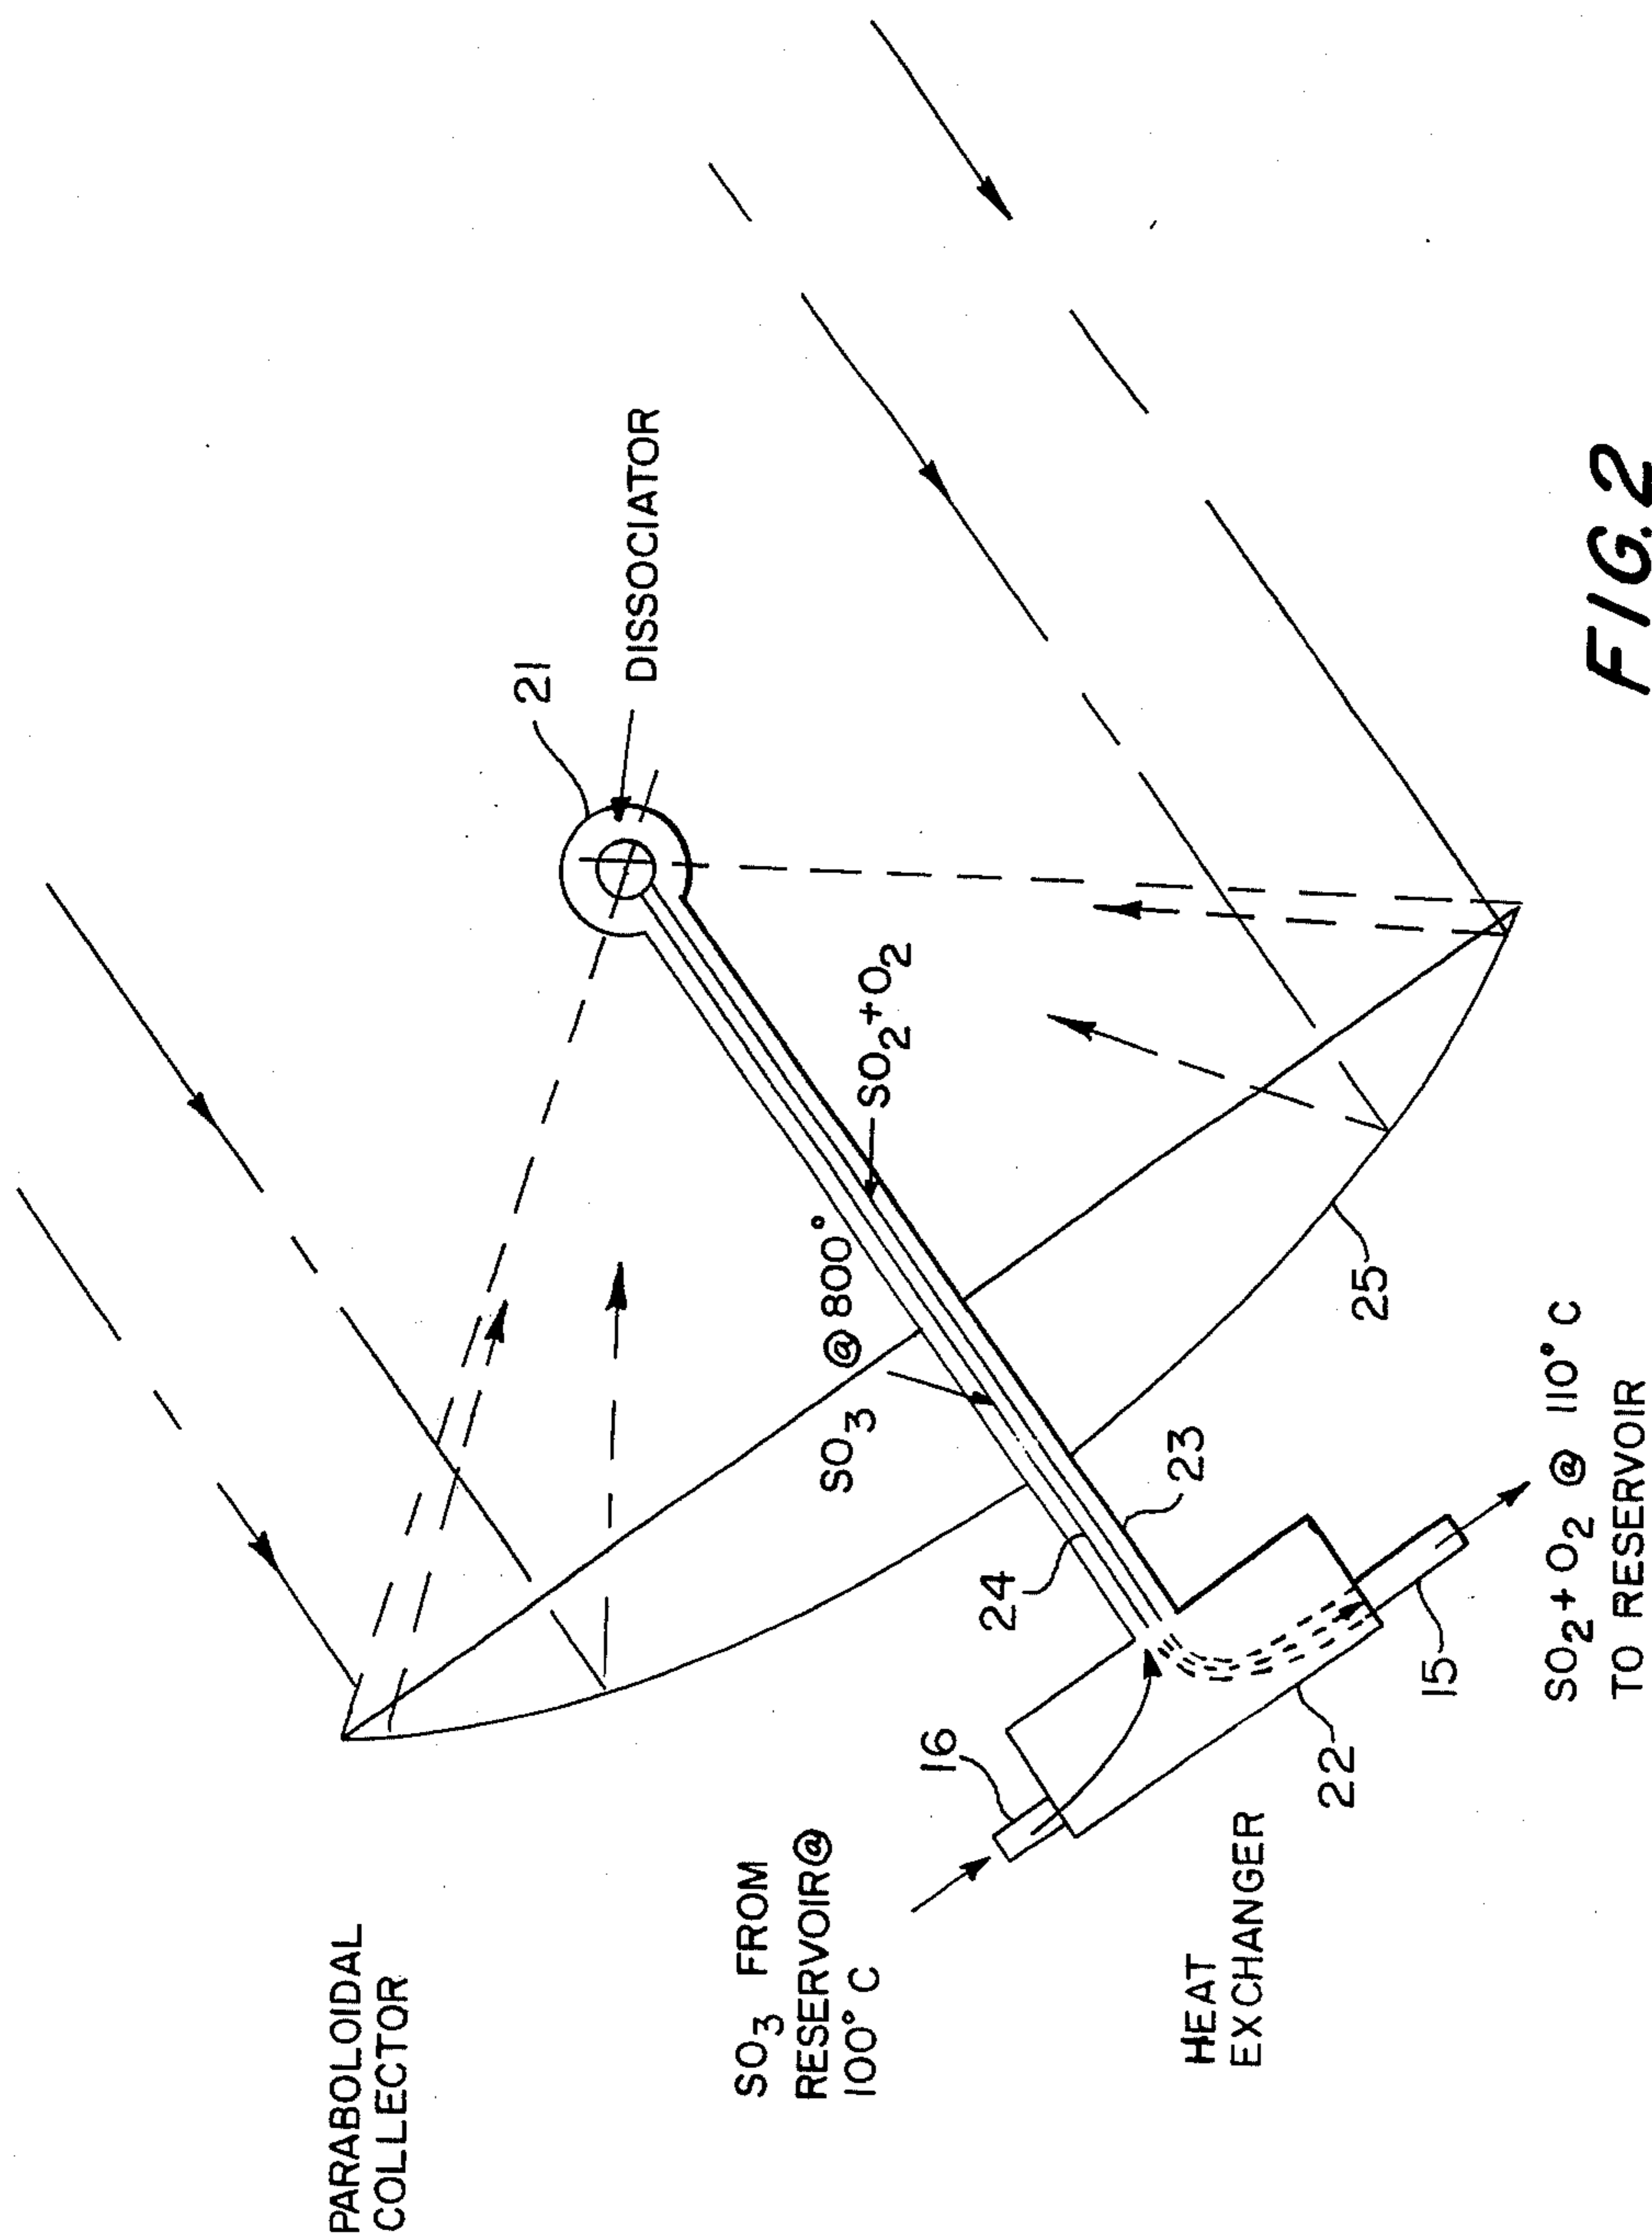 PARABOLOIDAL
COLLECTOR
SO3 FROM
RESERVOIR@
100°C
16
HEAT
EXCHANGER
22
15
SO2+O2 @ 110°C
TO RESERVOIR
24
23
SO3 @ 800°
25
SO2+O2
21
DISSOCIATOR
FIG.2